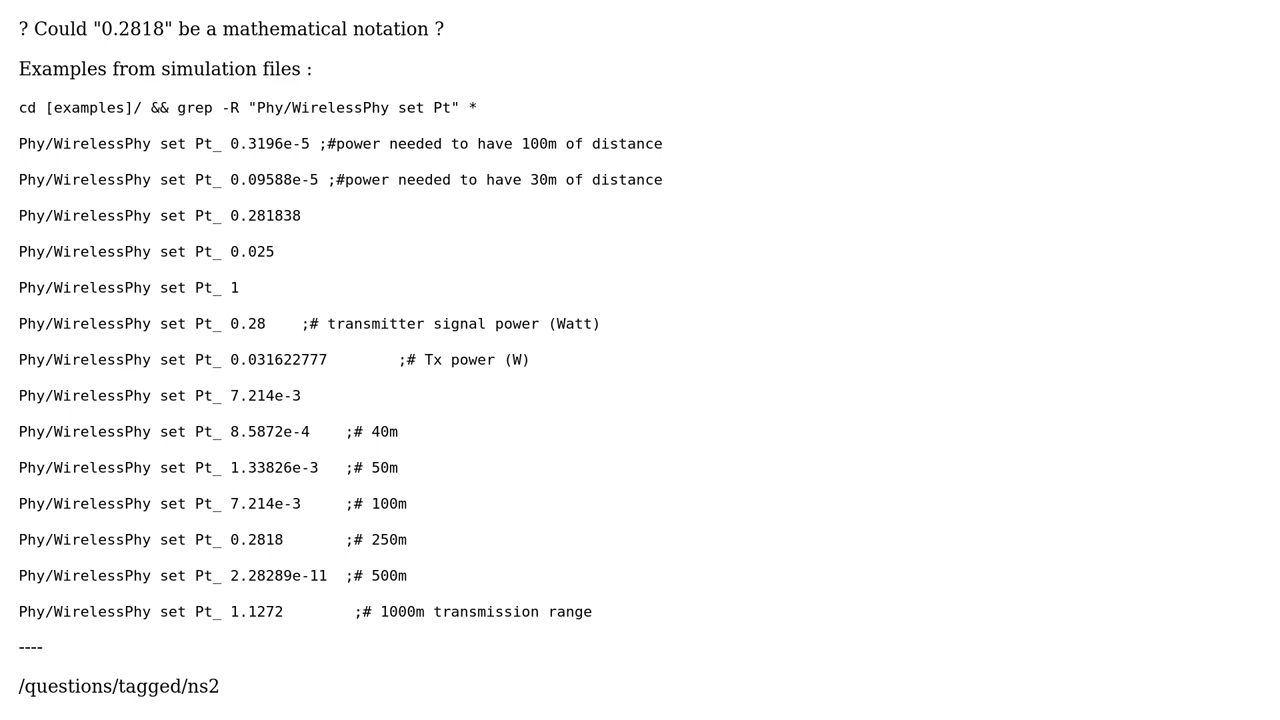 ? Could "0.2818" be a mathematical notation ?
Examples from simulation files :
cd [examples]/ && grep -R "Phy/WirelessPhy set Pt" *
Phy/WirelessPhy set Pt_ 0.3196e-5 ;#power needed to have 100m of distance
Phy/WirelessPhy set Pt_ 0.09588e-5 ;#power needed to have 30m of distance
Phy/WirelessPhy set Pt_ 0.281838
Phy/WirelessPhy set Pt_ 0.025
Phy/WirelessPhy set Pt_ 1
Phy/WirelessPhy set Pt_ 0.28    ;# transmitter signal power (Watt)
Phy/WirelessPhy set Pt_ 0.031622777        ;# Tx power (W)
Phy/WirelessPhy set Pt_ 7.214e-3
Phy/WirelessPhy set Pt_ 8.5872e-4    ;# 40m
Phy/WirelessPhy set Pt_ 1.33826e-3   ;# 50m
Phy/WirelessPhy set Pt_ 7.214e-3     ;# 100m
Phy/WirelessPhy set Pt_ 0.2818       ;# 250m
Phy/WirelessPhy set Pt_ 2.28289e-11  ;# 500m
Phy/WirelessPhy set Pt_ 1.1272        ;# 1000m transmission range
----
/questions/tagged/ns2